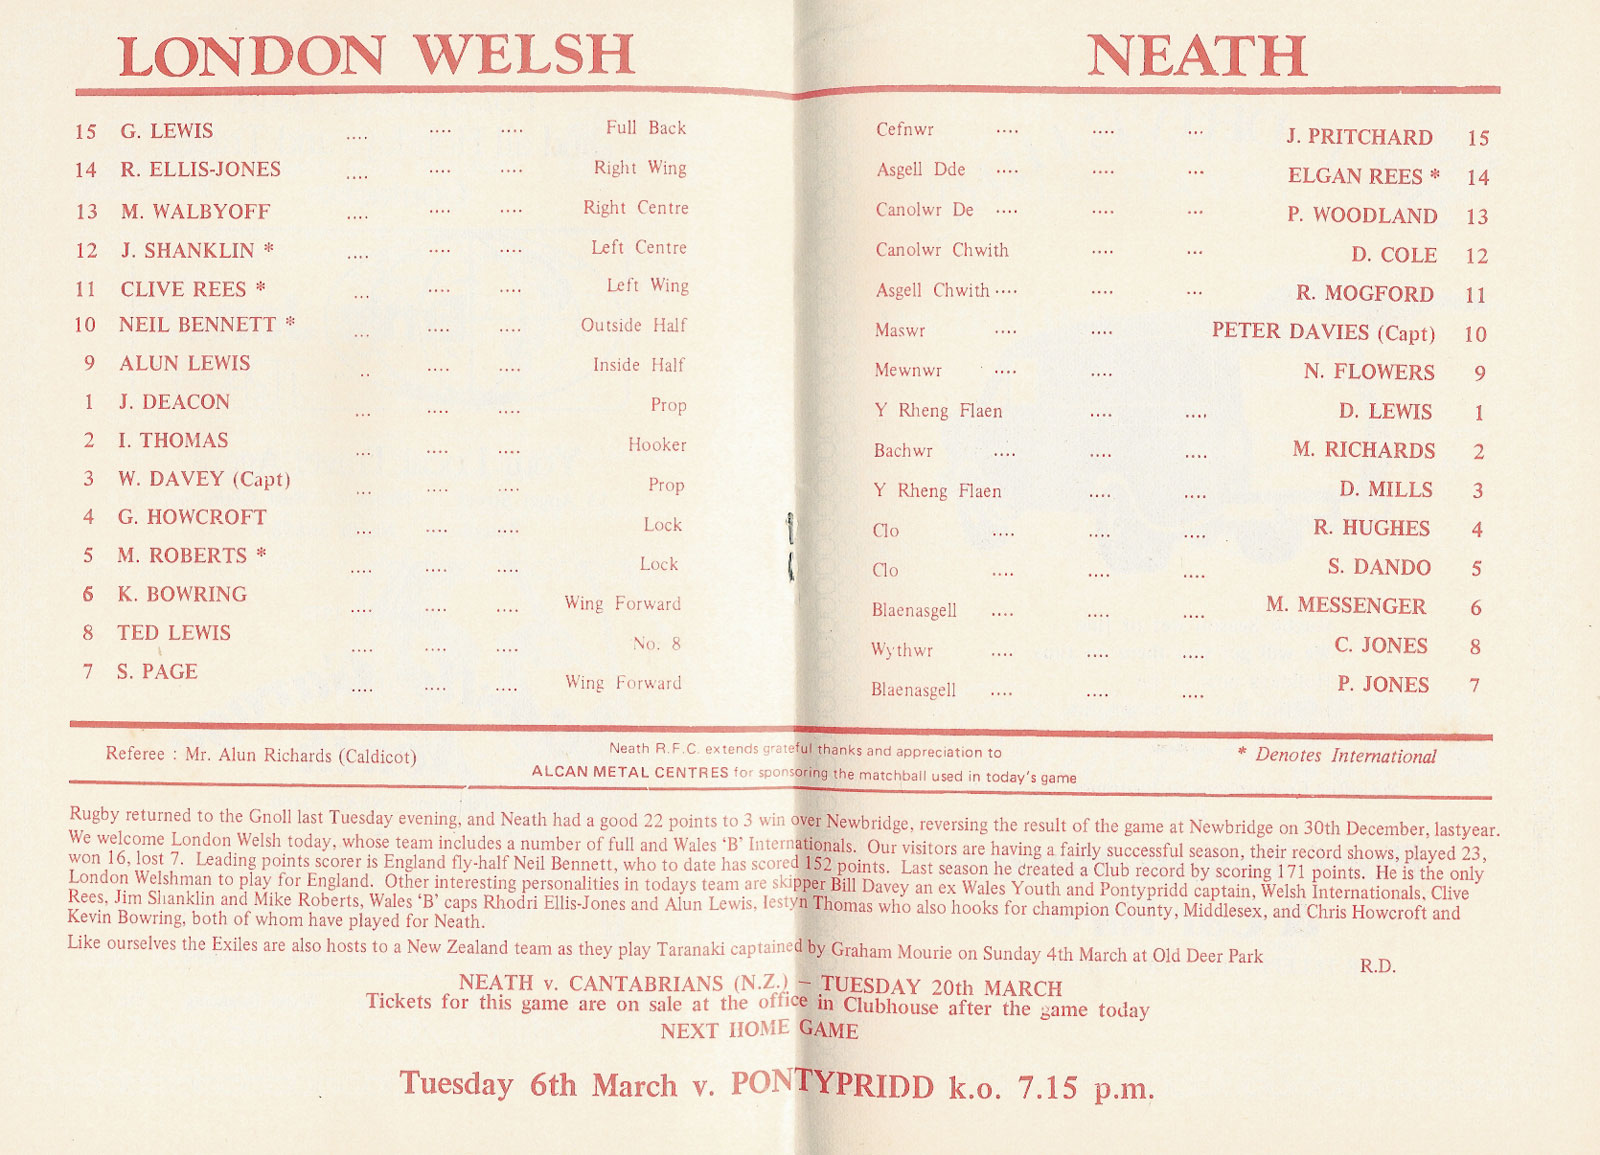 LONDON WELSH
15 G. LEWIS .... .... .... Full Back
14 R. ELLIS-JONES .... .... .... Right Wing
13 M. WALBYOFF .... .... .... Right Centre
12 J. SHANKLIN * .... .... .... Left Centre
11 CLIVE REES * ... .... .... Left Wing
10 NEIL BENNETT * ... .... .... Outside Half
9 ALUN LEWIS .. .... .... Inside Half
1 J. DEACON ... .... .... Prop
2 I. THOMAS ... .... .... Hooker
3 W. DAVEY (Capt) ... .... .... Prop
4 G. HOWCROFT ... .... .... Lock
5 M. ROBERTS * .... .... .... Lock
6 K. BOWRING .... .... .... Wing Forward
8 TED LEWIS .... .... .... No. 8
7 S. PAGE .... .... .... Wing Forward
NEATH
Cefnwr .... .... ... J. PRITCHARD 15
Asgell Dde .... .... ... ELGAN REES * 14
Canolwr De .... .... ... P. WOODLAND 13
Canolwr Chwith .... ... D. COLE 12
Asgell Chwith .... .... ... R. MOGFORD 11
Maswr .... .... PETER DAVIES (Capt) 10
Mewnwr .... .... N. FLOWERS 9
Y Rheng Flaen .... .... D. LEWIS 1
Bachwr .... .... .... M. RICHARDS 2
Y Rheng Flaen .... .... D. MILLS 3
Clo .... .... .... R. HUGHES 4
Clo .... .... .... S. DANDO 5
Blaenasgell .... .... .... M. MESSENGER 6
Wythwr .... .... .... C. JONES 8
Blaenasgell .... .... .... P. JONES 7
Referee : Mr. Alun Richards (Caldicot)
Neath R.F.C. extends grateful thanks and appreciation to
ALCAN METAL CENTRES for sponsoring the matchball used in today's game
* Denotes International
Rugby returned to the Gnoll last Tuesday evening, and Neath had a good 22 points to 3 win over Newbridge, reversing the result of the game at Newbridge on 30th December, lastyear.
We welcome London Welsh today, whose team includes a number of full and Wales 'B' Internationals. Our visitors are having a fairly successful season, their record shows, played 23,
won 16, lost 7. Leading points scorer is England fly-half Neil Bennett, who to date has scored 152 points. Last season he created a Club record by scoring 171 points. He is the only
London Welshman to play for England. Other interesting personalities in todays team are skipper Bill Davey an ex Wales Youth and Pontypridd captain, Welsh Internationals, Clive
Rees, Jim Shanklin and Mike Roberts, Wales 'B' caps Rhodri Ellis-Jones and Alun Lewis, Iestyn Thomas who also hooks for champion County, Middlesex, and Chris Howcroft and
Kevin Bowring, both of whom have played for Neath.
Like ourselves the Exiles are also hosts to a New Zealand team as they play Taranaki captained by Graham Mourie on Sunday 4th March at Old Deer Park
R.D.
NEATH v. CANTABRIANS (N.Z.) – TUESDAY 20th MARCH
Tickets for this game are on sale at the office in Clubhouse after the game today
NEXT HOME GAME
Tuesday 6th March v. PONTYPRIDD k.o. 7.15 p.m.